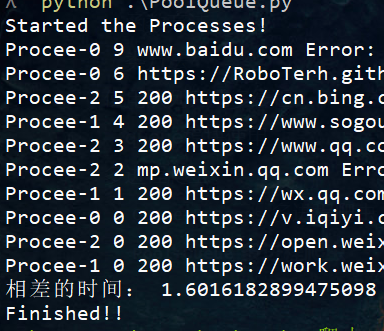 python .\PoolQueue.py
Started the Processes!
Procee-0 9 www.baidu.com Error:
Procee-0 6 https://RoboTerh.gith
Procee-2 5 200 https://cn.bing.c
Procee-1 4 200 https://www.sogou
Procee-2 3 200 https://www.qq.co
Procee-2 2 mp.weixin.qq.com Erro
Procee-1 1 200 https://wx.qq.com
Procee-0 0 200 https://v.iqiyi.c
Procee-2 0 200 https://open.weix
Procee-1 0 200 https://work.weix
相差的时间： 1.6016182899475098
Finished!!